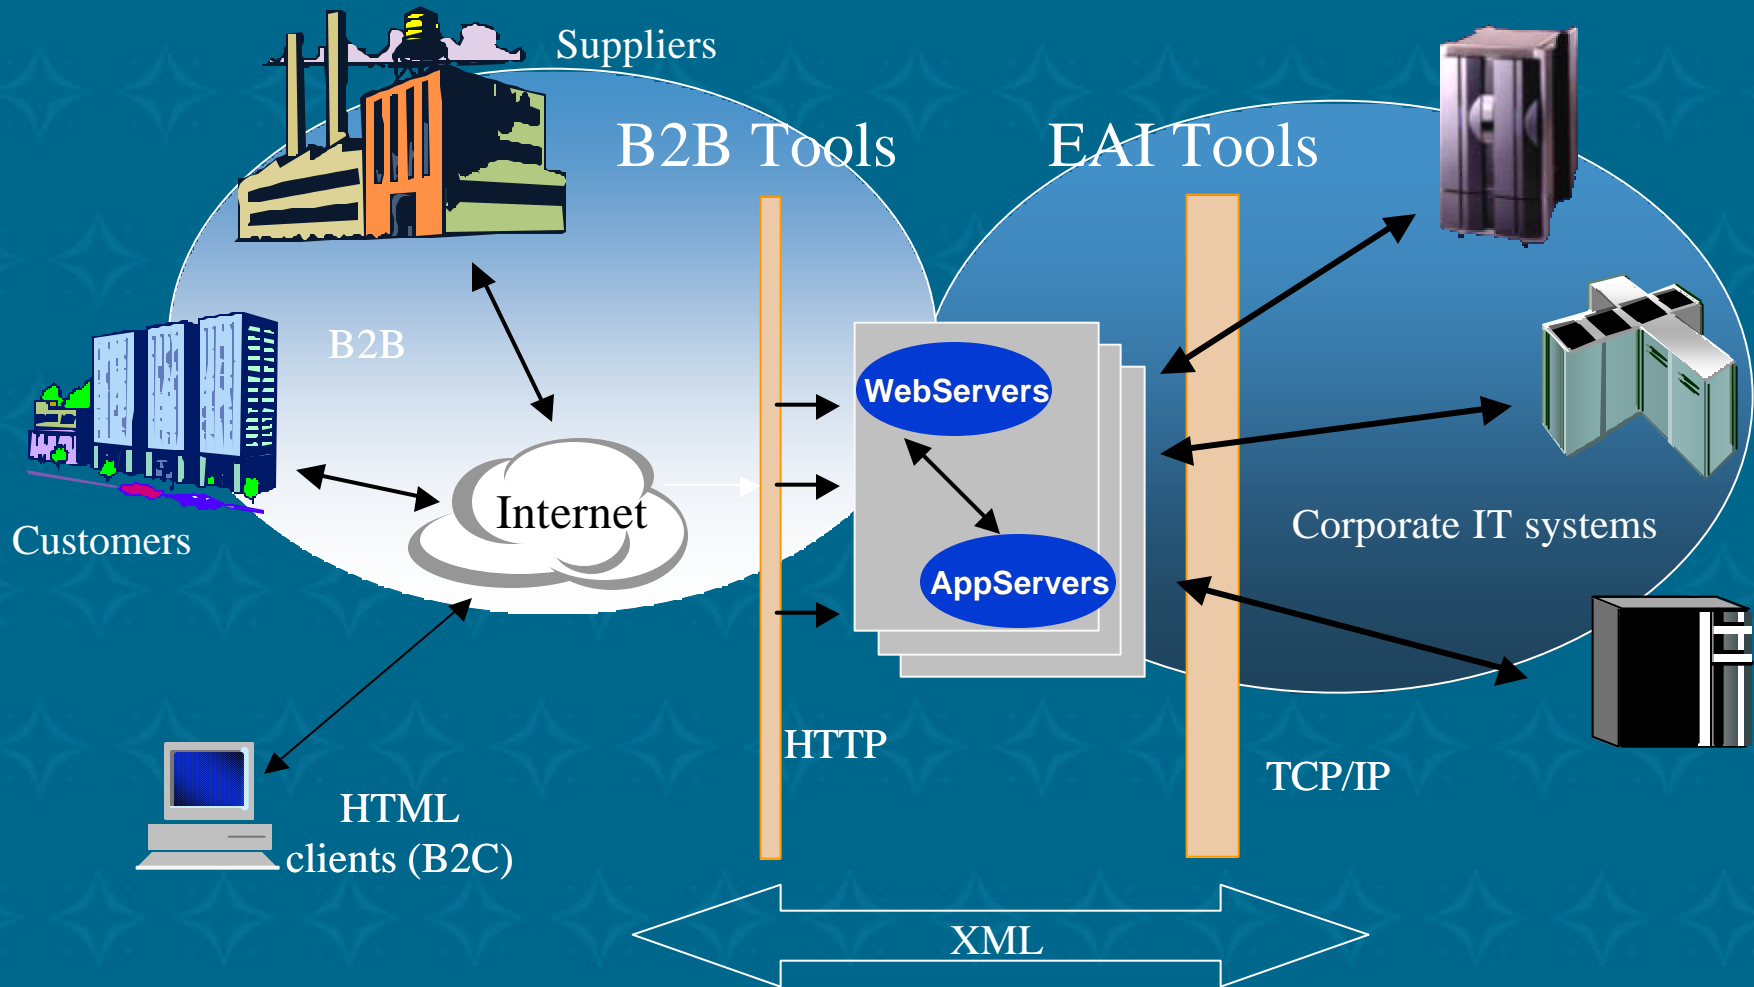 Suppliers
B2B Tools
EAI Tools
B2B
WebServers
Internet
Customers
AppServers
Corporate IT systems
HTTP
TCP/IP
HTML
clients (B2C)
XML